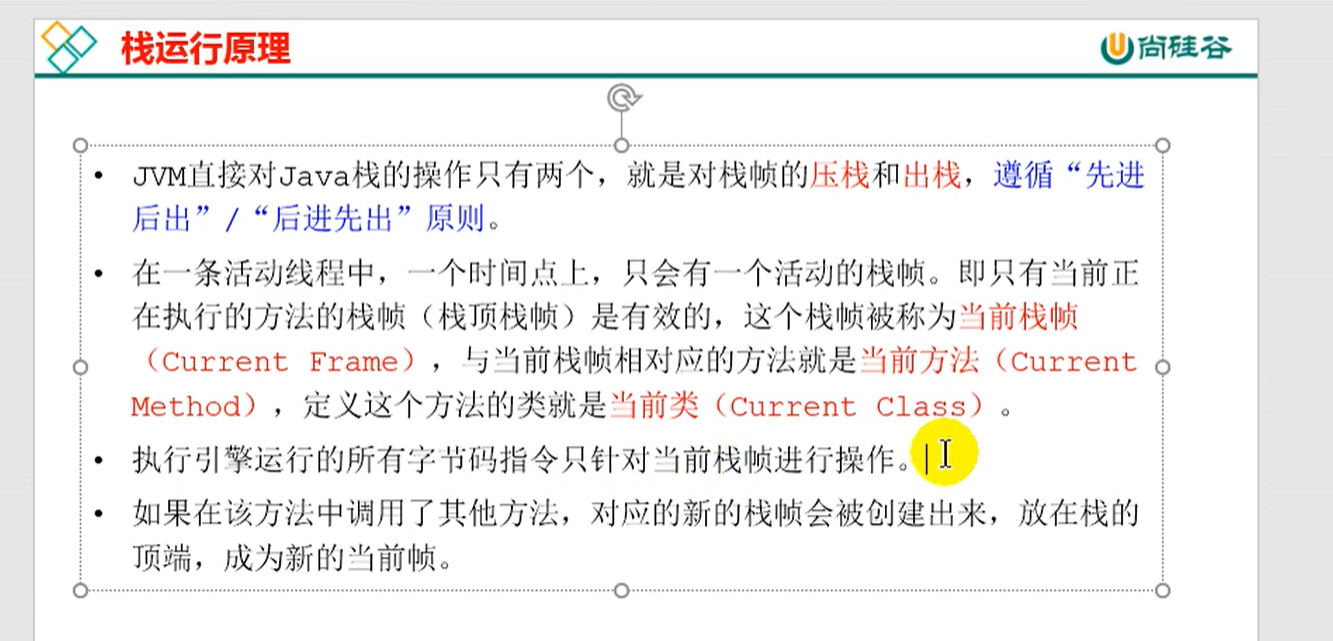 栈运行原理
尚硅谷
• JVM直接对Java栈的操作只有两个，就是对栈帧的压栈和出栈，遵循“先进
后出”/“后进先出”原则。
• 在一条活动线程中，一个时间点上，只会有一个活动的栈帧。即只有当前正
在执行的方法的栈帧（栈顶栈帧）是有效的，这个栈帧被称为当前栈帧
（Current Frame），与当前栈帧相对应的方法就是当前方法（Current
Method），定义这个方法的类就是当前类（Current Class）。
• 执行引擎运行的所有字节码指令只针对当前栈帧进行操作。
• 如果在该方法中调用了其他方法，对应的新的栈帧会被创建出来，放在栈的
顶端，成为新的当前帧。